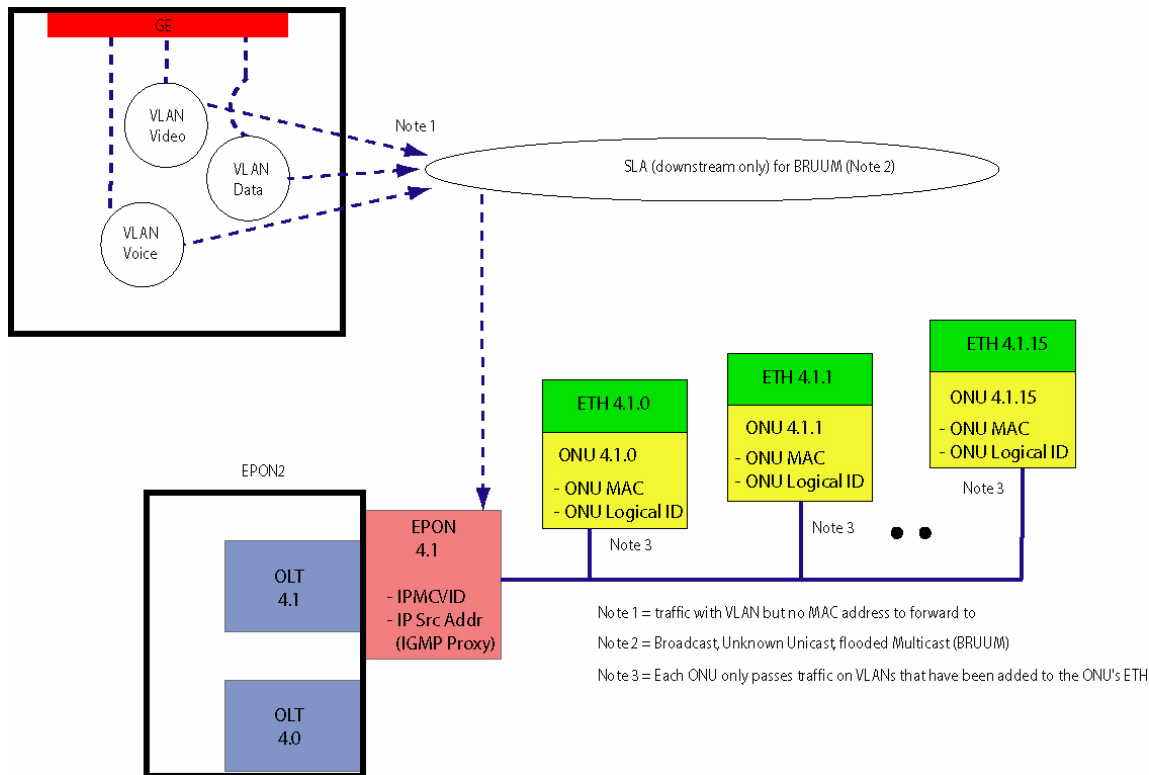 GE
VLAN
Video
VLAN
Data
VLAN
Voice
Note 1
SLA (downstream only) for BRUUM (Note 2)
ETH 4.1.0
ONU 4.1.0
- ONU MAC
- ONU Logical ID
Note 3
ETH 4.1.1
ONU 4.1.1
- ONU MAC
- ONU Logical ID
Note 3
ETH 4.1.15
ONU 4.1.15
- ONU MAC
- ONU Logical ID
Note 3
EPON2
OLT
4.1
OLT
4.0
EPON
4.1
- IPMCVID
- IP Src Addr
(IGMP Proxy)
Note 1 = traffic with VLAN but no MAC address to forward to
Note 2 = Broadcast, Unknown Unicast, flooded Multicast (BRUUM)
Note 3 = Each ONU only passes traffic on VLANs that have been added to the ONU's ETH